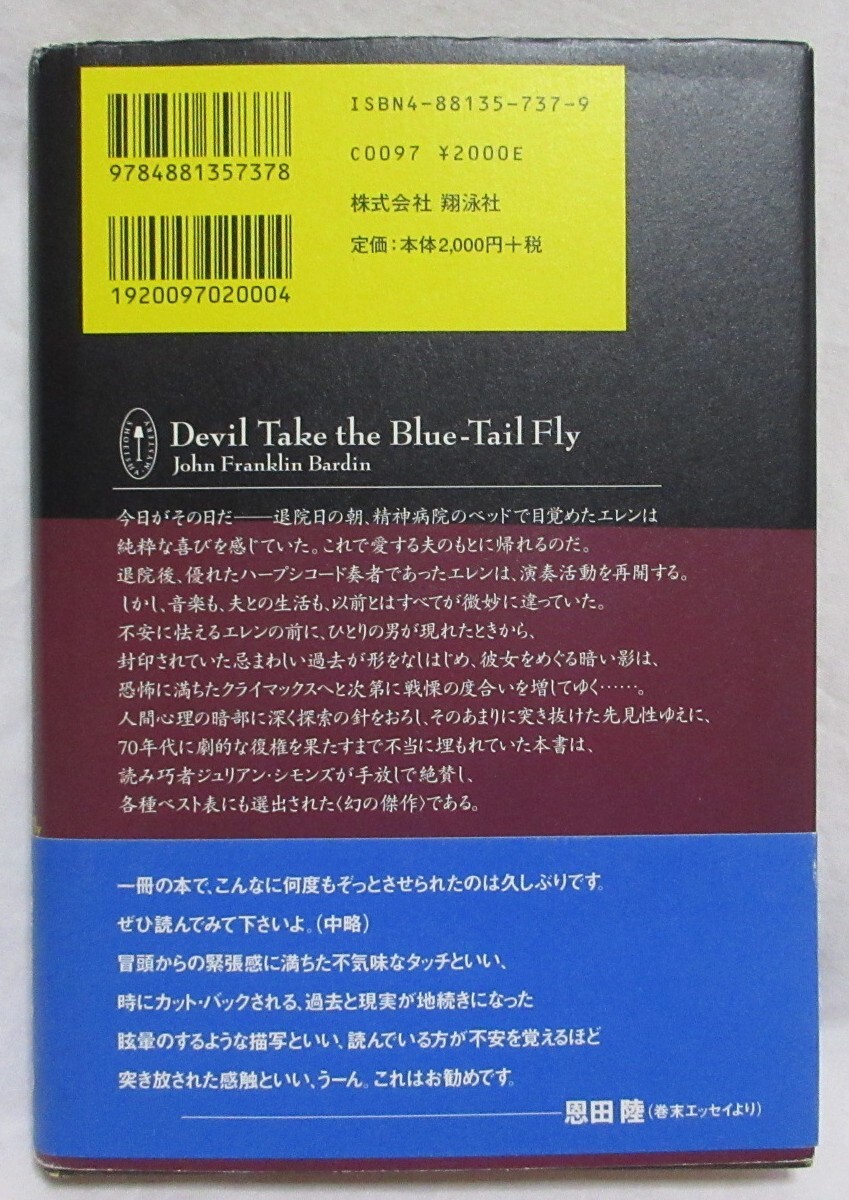 ISBN4-88135-737-9
9784881357378
C0097 ¥2000E
株式会社 翔泳社
定価：本体2,000円＋税
1920097020004
SHOEISHA・MYSTERY
Devil Take the Blue-Tail Fly
John Franklin Bardin
今日がその日だ――退院日の朝、精神病院のベッドで目覚めたエレンは
純粋な喜びを感じていた。これで愛する夫のもとに帰れるのだ。
退院後、優れたハープシコード奏者であったエレンは、演奏活動を再開する。
しかし、音楽も、夫との生活も、以前とはすべてが微妙に違っていた。
不安に怯えるエレンの前に、ひとりの男が現れたときから、
封印されていた忌まわしい過去が形をなしはじめ、彼女をめぐる暗い影は、
恐怖に満ちたクライマックスへと次第に戦慄の度合いを増してゆく……。
人間心理の暗部に深く探索の針をおろし、そのあまりに突き抜けた先見性ゆえに、
70年代に劇的な復権を果たすまで不当に埋もれていた本書は、
読み巧者ジュリアン・シモンズが手放しで絶賛し、
各種ベスト表にも選出された〈幻の傑作〉である。
一冊の本で、こんなに何度もぞっとさせられたのは久しぶりです。
ぜひ読んでみて下さいよ。（中略）
冒頭からの緊張感に満ちた不気味なタッチといい、
時にカット・バックされる、過去と現実が地続きになった
眩暈のするような描写といい、読んでいる方が不安を覚えるほど
突き放された感触といい、うーん。これはお勧めです。
恩田 陸（巻末エッセイより）